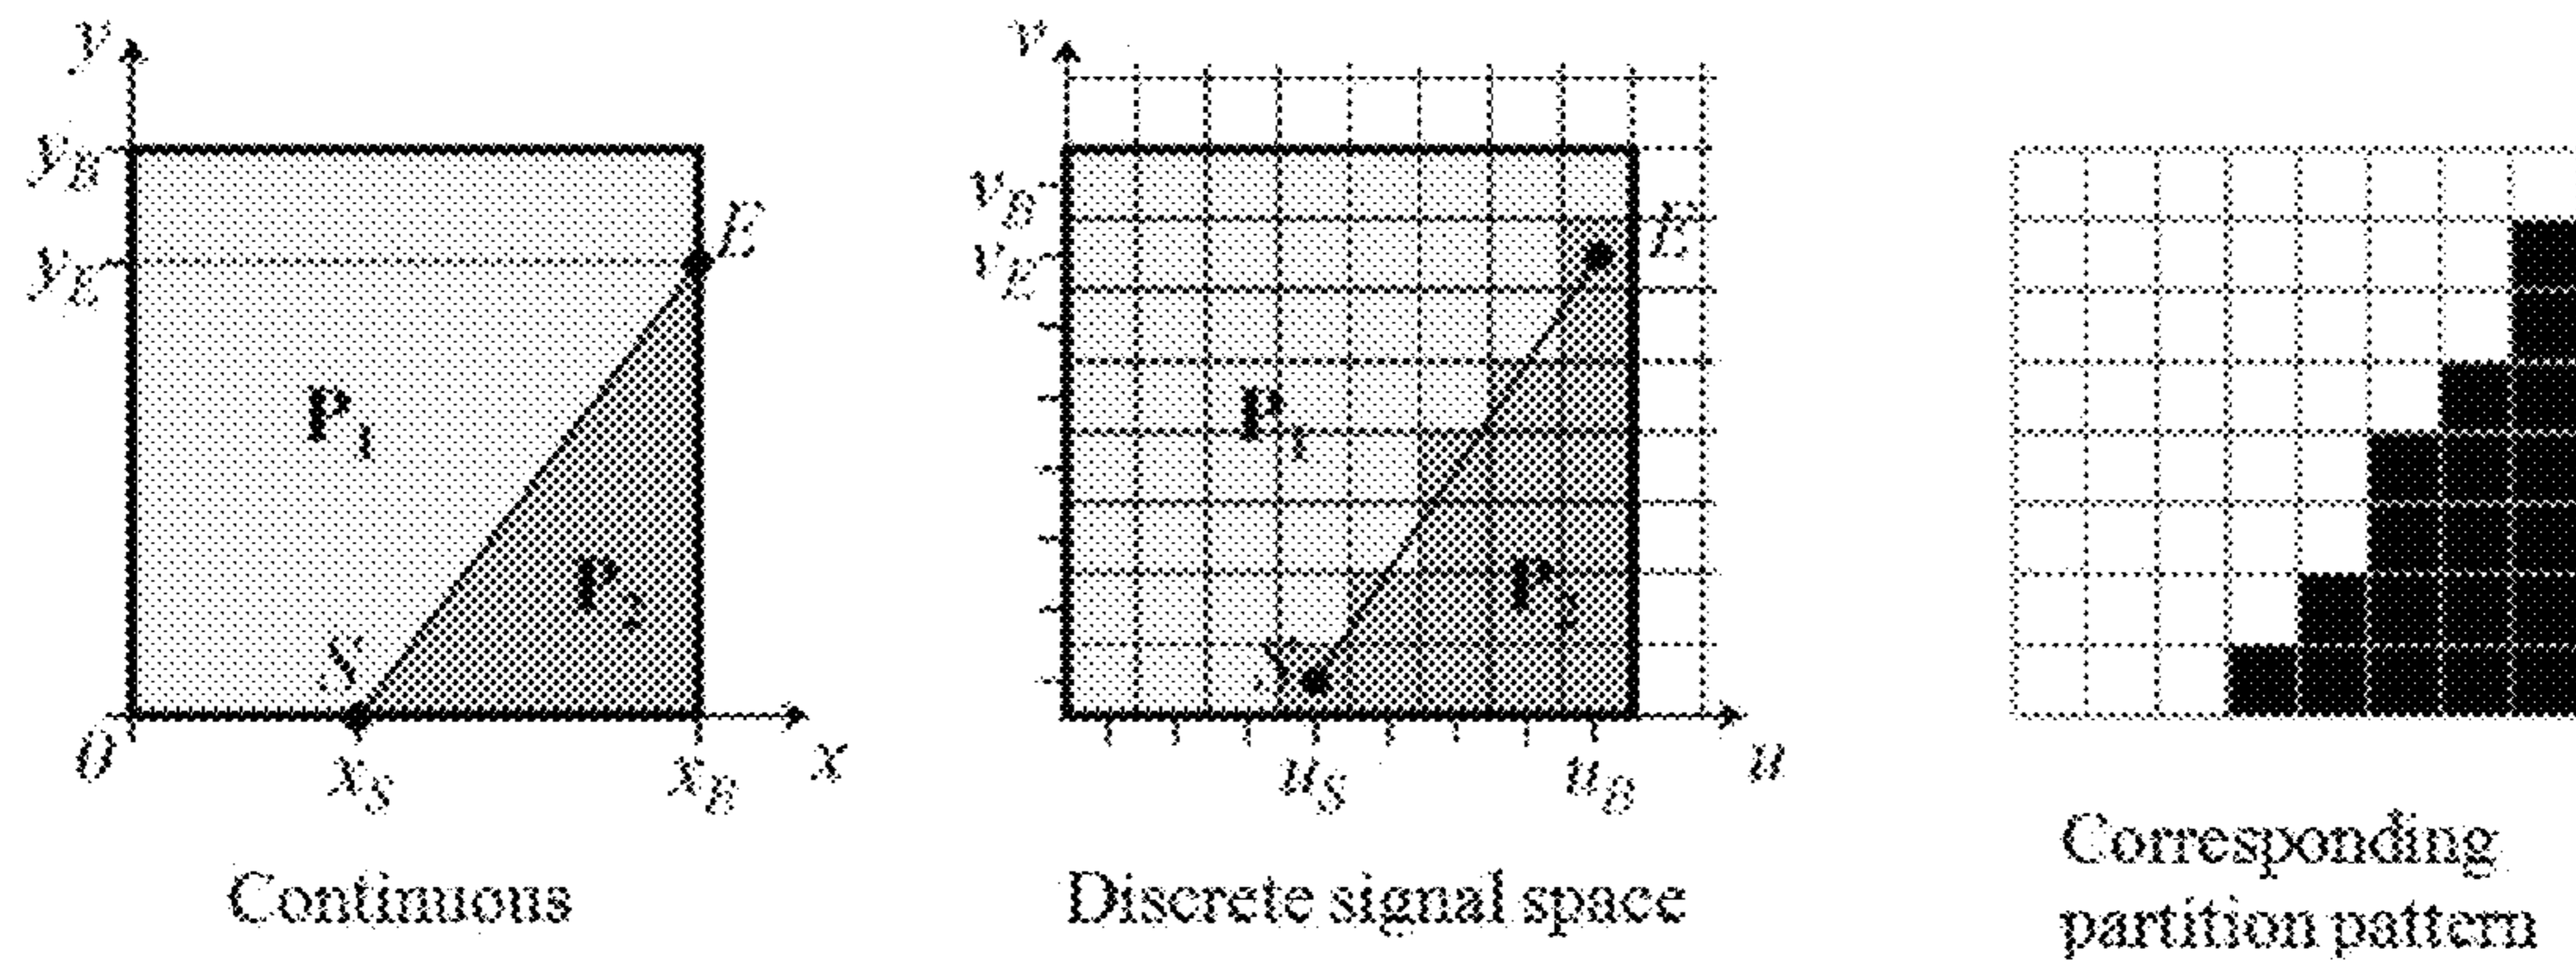 y
y_B
y_E
E
P_1
P_2
S
0
x_S
x_B
x
Continuous
v
v_B
v_E
E
P_1
P_2
S
u_S
u_B
u
Discrete signal space
Corresponding
partition pattern